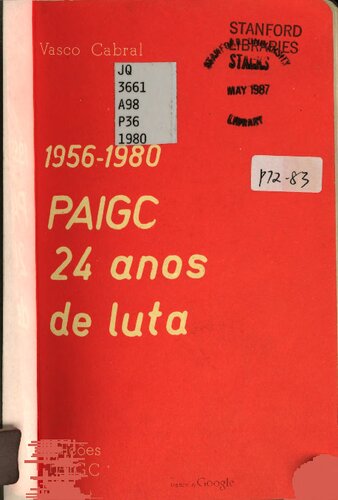 Vasco Cabral
STANFORD
LIBRARIES
STACKS
MAY 1987
LIBRARY
JQ
3661
A98
P36
1980
1956-1980
P12-83
PAIGC
24 anos
de luta
Google